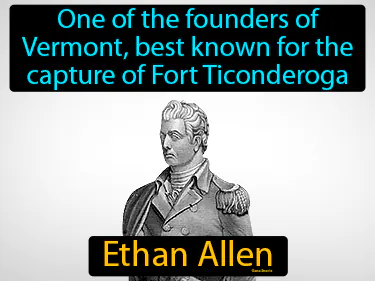 One of the founders of
Vermont, best known for the
capture of Fort Ticonderoga
Ethan Allen